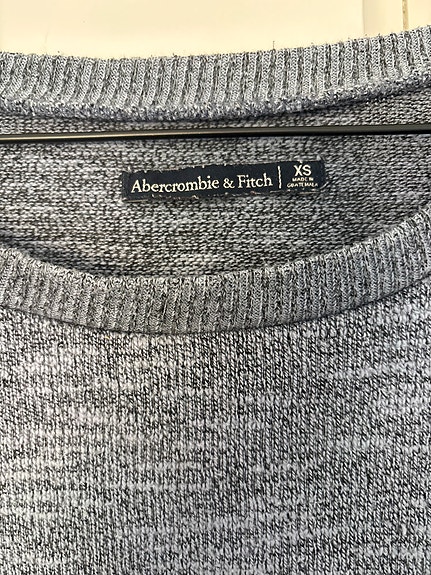 Abercrombie & Fitch | XS
MADE IN
GUATEMALA